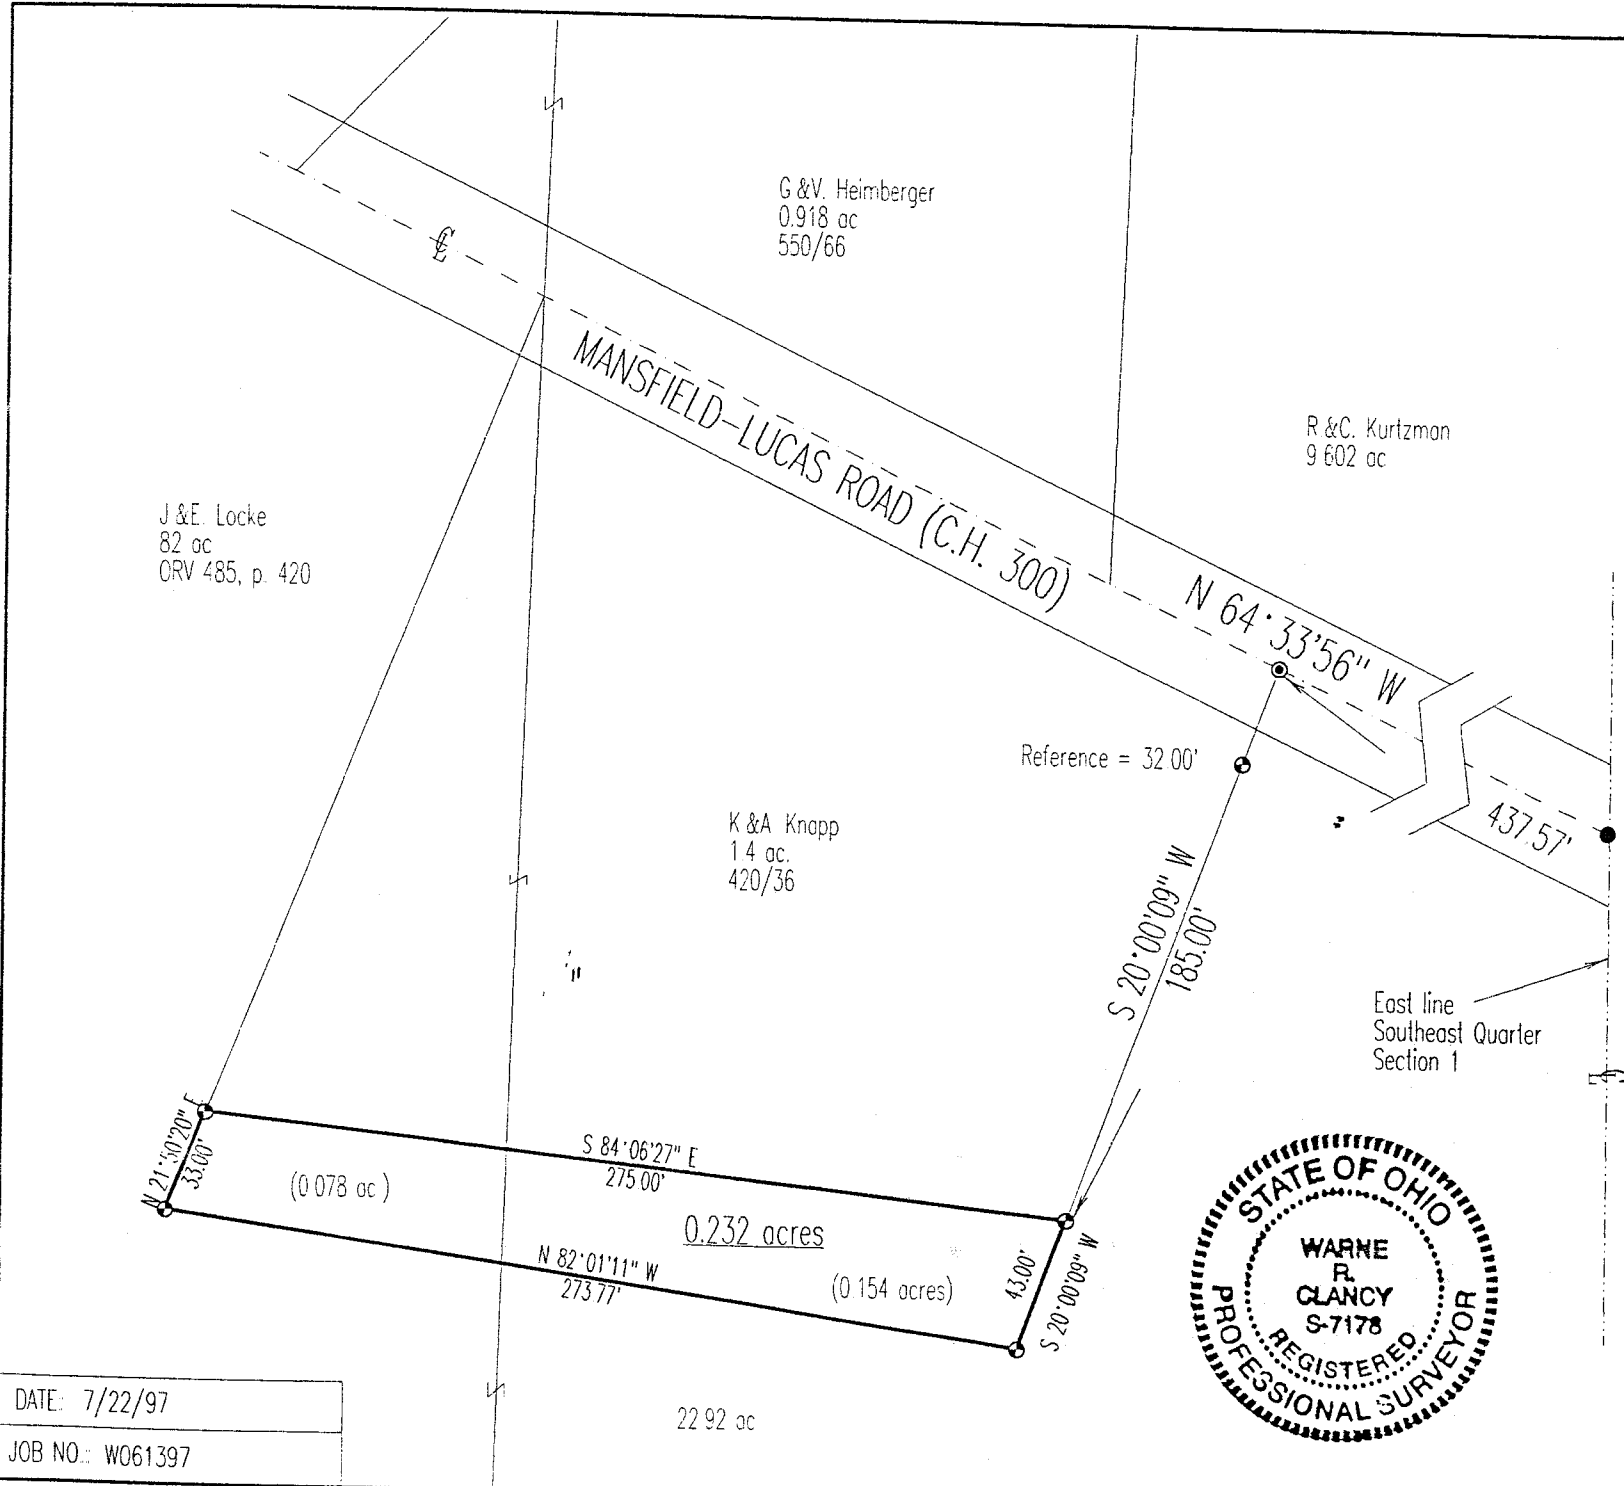 G &V. Heimberger
0.918 ac
550/66
℄
MANSFIELD-LUCAS ROAD (C.H. 300)
N 64°33'56" W
R &C. Kurtzman
9 602 ac
J &E. Locke
82 ac
ORV 485, p. 420
Reference = 32 00'
437.57'
K &A Knapp
1.4 ac.
420/36
S 20°00'09" W
185.00'
East line
Southeast Quarter
Section 1
N 21°50'20" E
33.00'
S 84°06'27" E
275.00'
(0 078 ac )
0.232 acres
N 82°01'11" W
273.77'
(0.154 acres)
43.00'
S 20°00'09" W
STATE OF OHIO
WARNE
R.
CLANCY
S-7178
REGISTERED
PROFESSIONAL SURVEYOR
DATE: 7/22/97
JOB NO.: W061397
22 92 ac